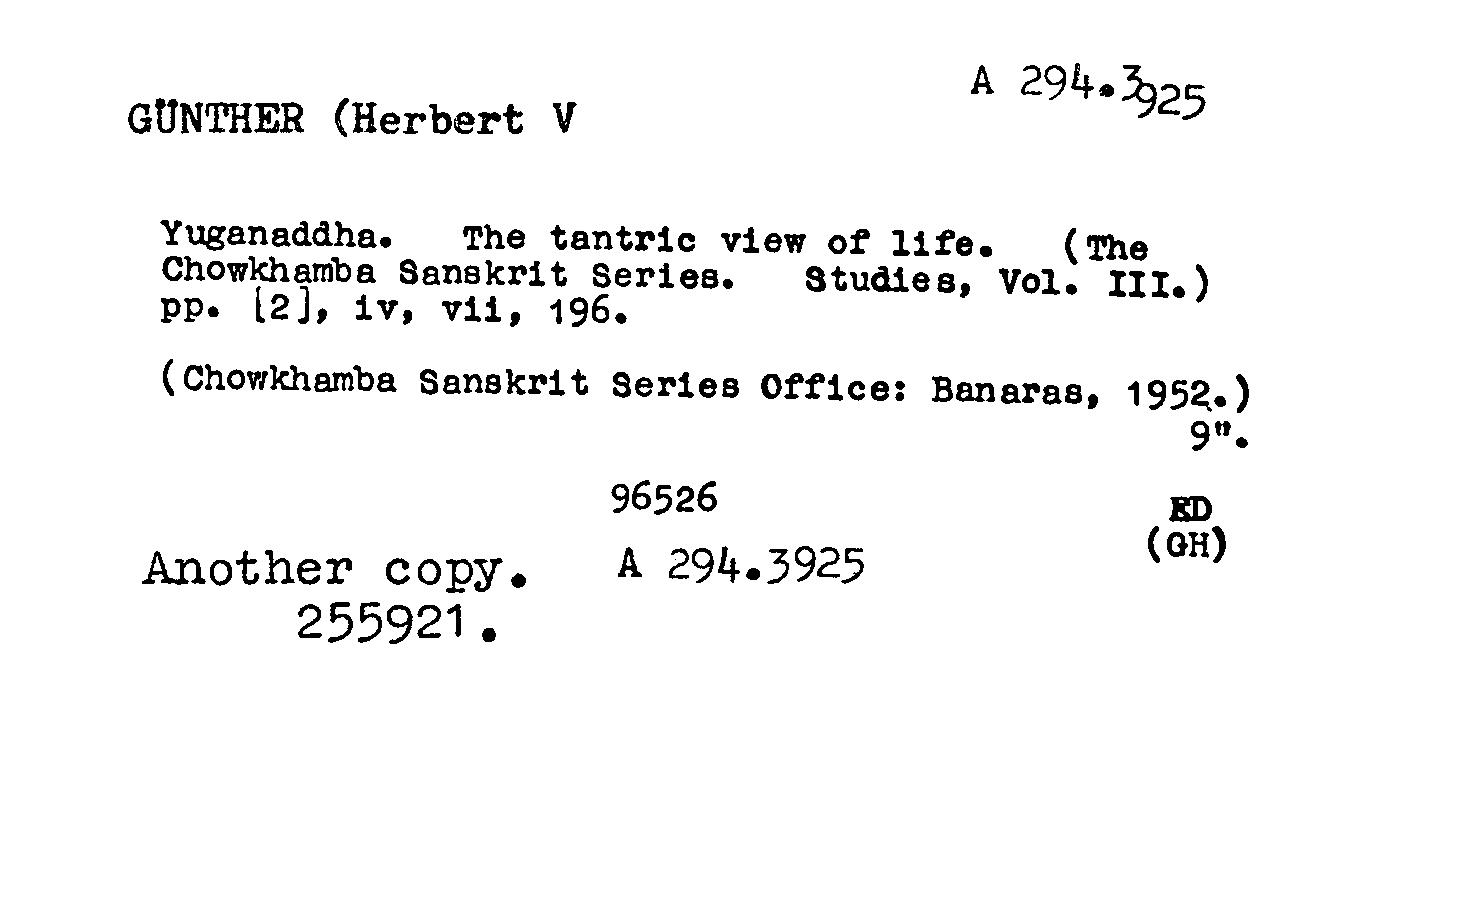 A 294.3925
GÜNTHER (Herbert V
Yuganaddha. The tantric view of life. (The
Chowkhamba Sanskrit Series. Studies, Vol. III.)
pp. [2], iv, vii, 196.
(Chowkhamba Sanskrit Series Office: Banaras, 1952.)
9".
96526
ED
(GH)
Another copy. A 294.3925
255921.